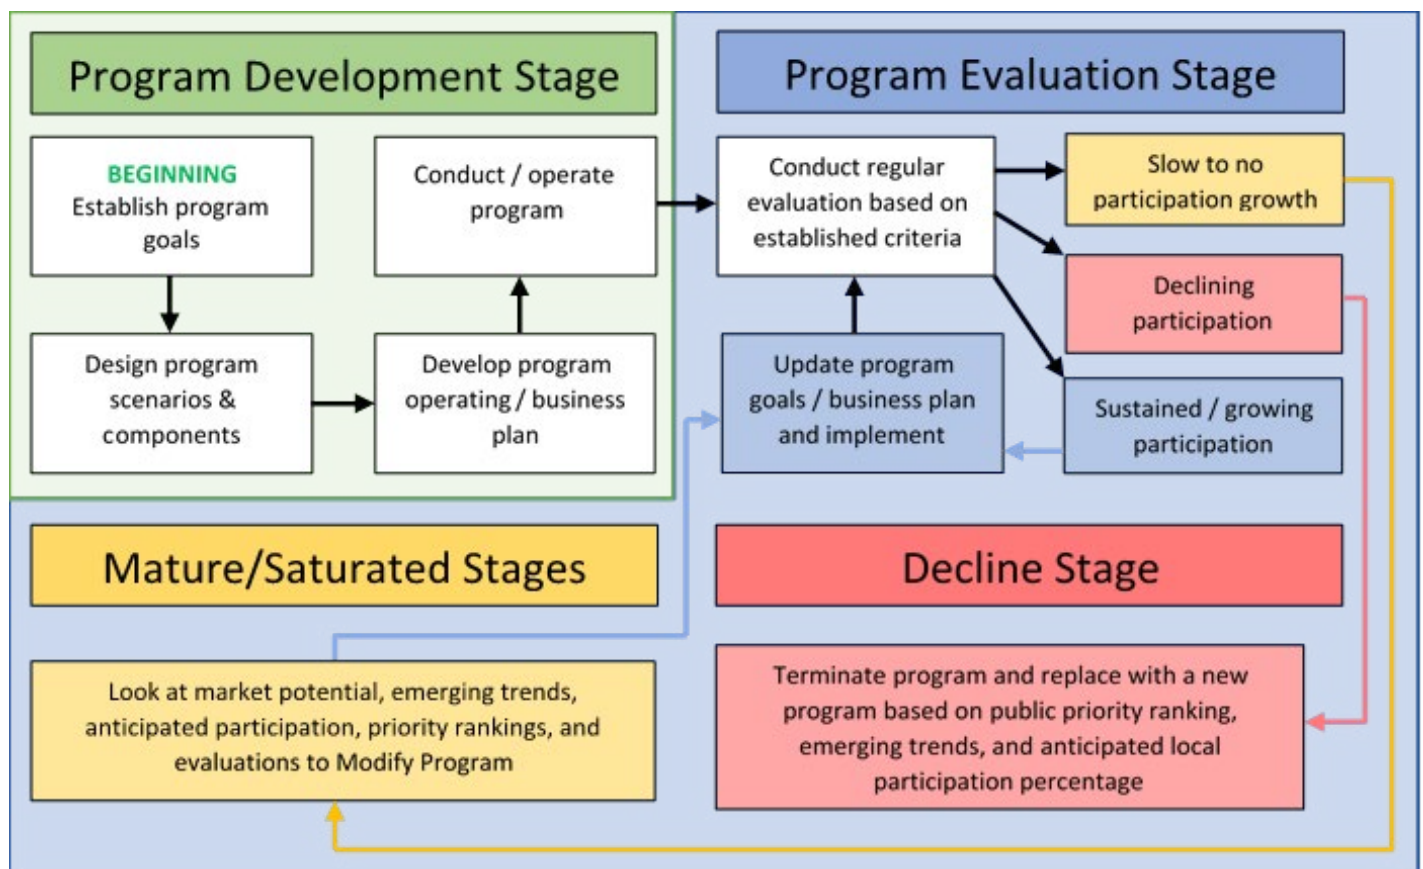 Program Development Stage
BEGINNING
Establish program
goals
Design program
scenarios &
components
Develop program
operating / business
plan
Conduct / operate
program
Program Evaluation Stage
Conduct regular
evaluation based on
established criteria
Slow to no
participation growth
Declining
participation
Sustained / growing
participation
Update program
goals / business plan
and implement
Mature/Saturated Stages
Look at market potential, emerging trends,
anticipated participation, priority rankings, and
evaluations to Modify Program
Decline Stage
Terminate program and replace with a new
program based on public priority ranking,
emerging trends, and anticipated local
participation percentage